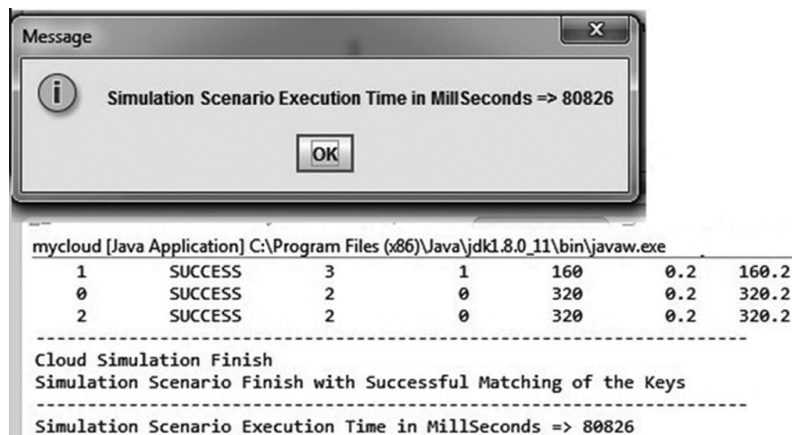 Message
Simulation Scenario Execution Time in MillSeconds => 80826
OK
mycloud [Java Application] C:\Program Files (x86)\Java\jdk1.8.0_11\bin\javaw.exe
1 SUCCESS 3 1 160 0.2 160.2
0 SUCCESS 2 0 320 0.2 320.2
2 SUCCESS 2 0 320 0.2 320.2
Cloud Simulation Finish
Simulation Scenario Finish with Successful Matching of the Keys
Simulation Scenario Execution Time in MillSeconds => 80826